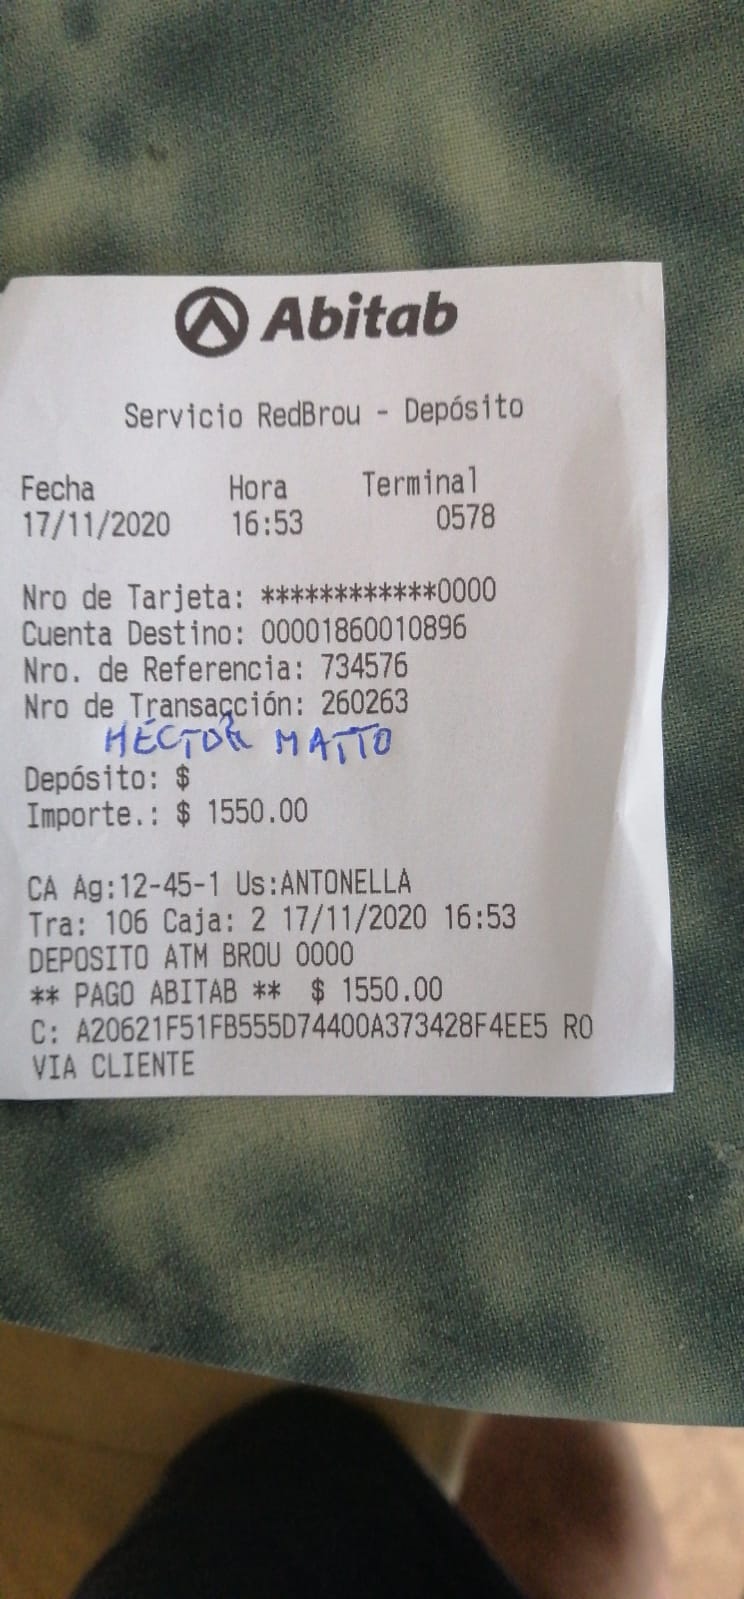 Abitab
Servicio RedBrou - Depósito
Fecha Hora Terminal
17/11/2020 16:53 0578
Nro de Tarjeta: ************0000
Cuenta Destino: 00001860010896
Nro. de Referencia: 734576
Nro de Transacción: 260263
HÉCTOR MATTO
Depósito: $
Importe.: $ 1550.00
CA Ag:12-45-1 Us:ANTONELLA
Tra: 106 Caja: 2 17/11/2020 16:53
DEPOSITO ATM BROU 0000
** PAGO ABITAB ** $ 1550.00
C: A20621F51FB555D74400A373428F4EE5 RO
VIA CLIENTE